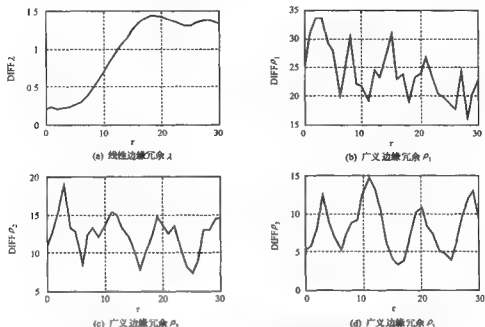 1 5
1
0 5
0
DIFF λ
0 10 20 30
τ
(a) 线性边缘冗余 λ
35
30
25
20
15
DIFF ρ₁
0 10 20 30
τ
(b) 广义边缘冗余 ρ₁
20
15
10
5
DIFF ρ₂
0 10 20 30
τ
(c) 广义边缘冗余 ρ₂
15
10
5
0
DIFF ρ₃
0 10 20 30
τ
(d) 广义边缘冗余 ρ₃